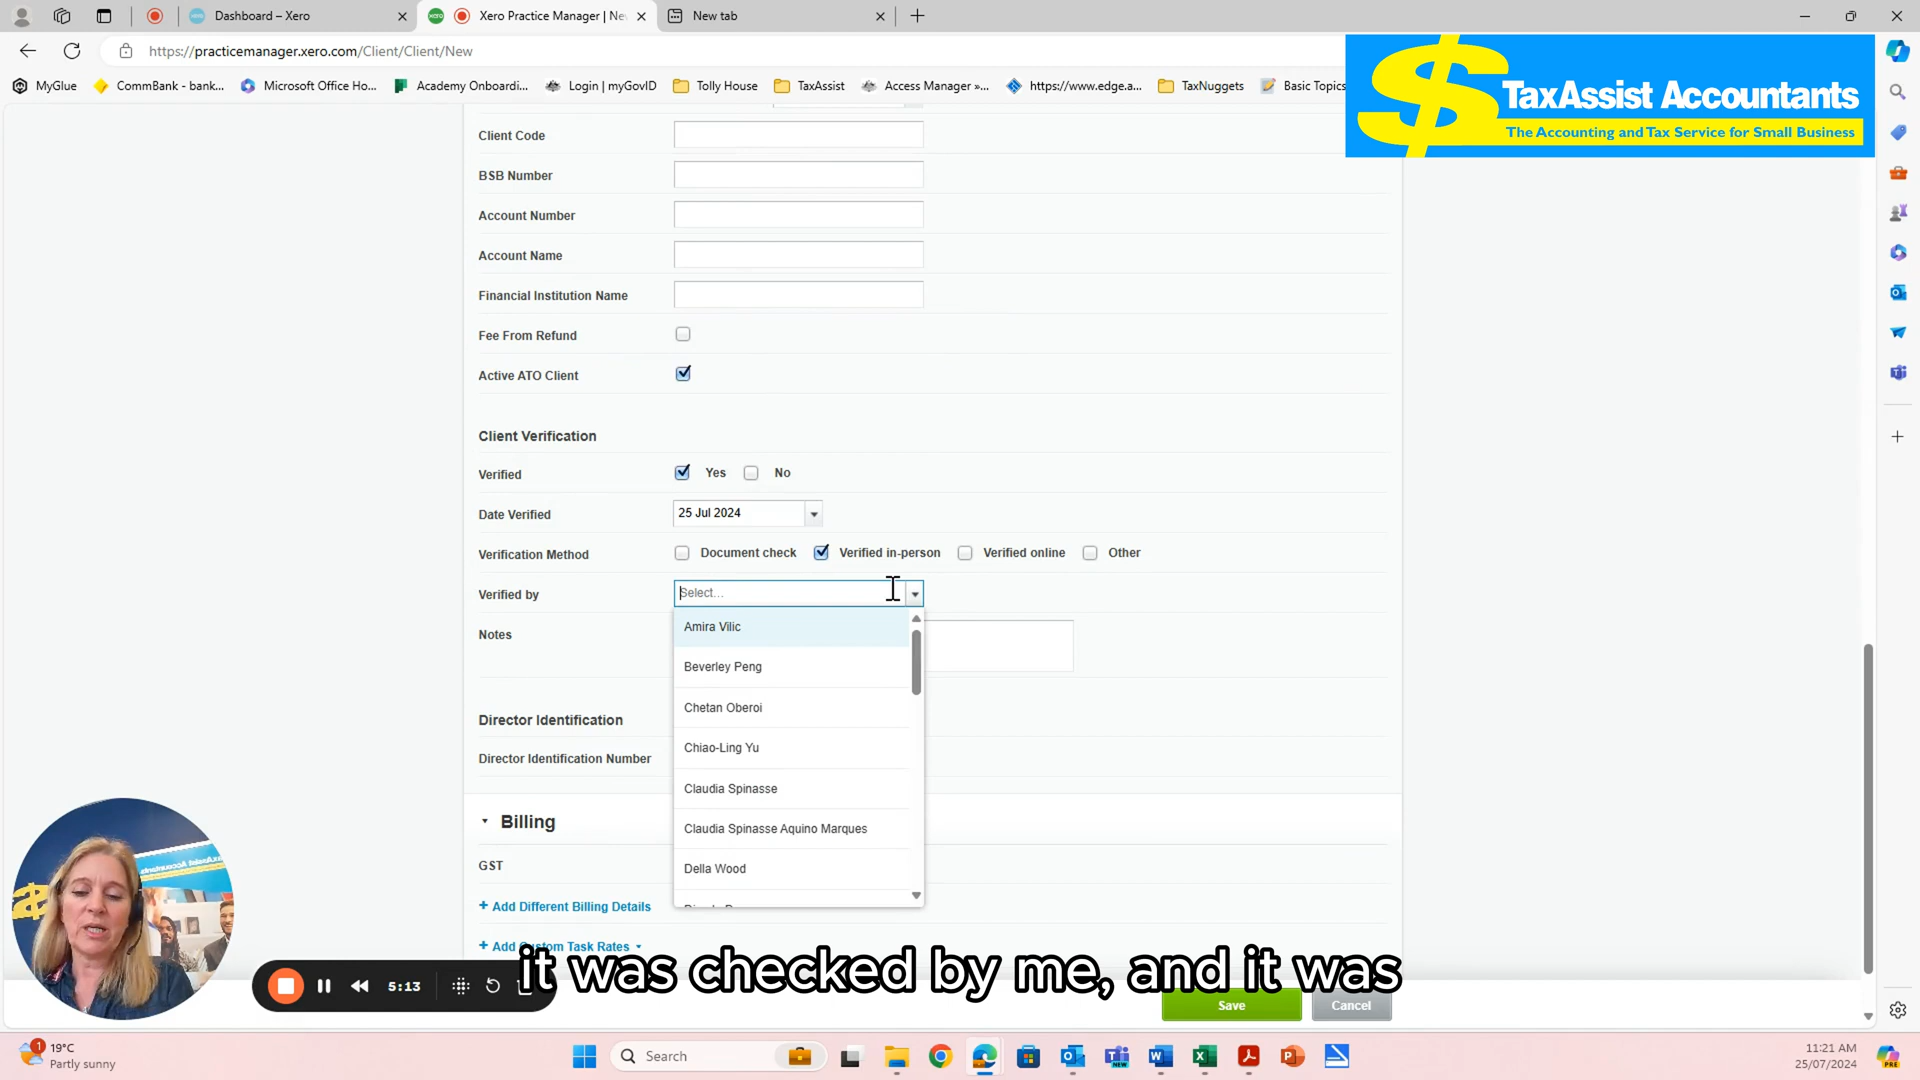 Dashboard – Xero
Xero Practice Manager | Ne
New tab
https://practicemanager.xero.com/Client/Client/New
MyGlue
CommBank - bank...
Microsoft Office Ho...
Academy Onboardi...
Login | myGovID
Tolly House
TaxAssist
Access Manager »...
https://www.edge.a...
TaxNuggets
Basic Topics
TaxAssist Accountants
The Accounting and Tax Service for Small Business
Client Code
BSB Number
Account Number
Account Name
Financial Institution Name
Fee From Refund
Active ATO Client
Client Verification
Verified Yes No
Date Verified 25 Jul 2024
Verification Method Document check Verified in-person Verified online Other
Verified by Select...
Amira Vilic
Notes
Beverley Peng
Chetan Oberoi
Director Identification
Chiao-Ling Yu
Director Identification Number
Claudia Spinasse
Billing
Claudia Spinasse Aquino Marques
GST
Della Wood
+ Add Different Billing Details
+ Add Custom Task Rates
it was checked by me, and it was
5:13
Save Cancel
1
19°C
Partly sunny
Search
NEW
11:21 AM
25/07/2024
PRE